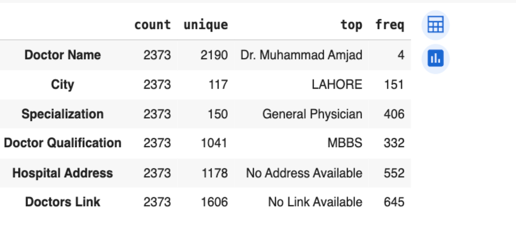 count unique top freq
Doctor Name 2373 2190 Dr. Muhammad Amjad 4
City 2373 117 LAHORE 151
Specialization 2373 150 General Physician 406
Doctor Qualification 2373 1041 MBBS 332
Hospital Address 2373 1178 No Address Available 552
Doctors Link 2373 1606 No Link Available 645